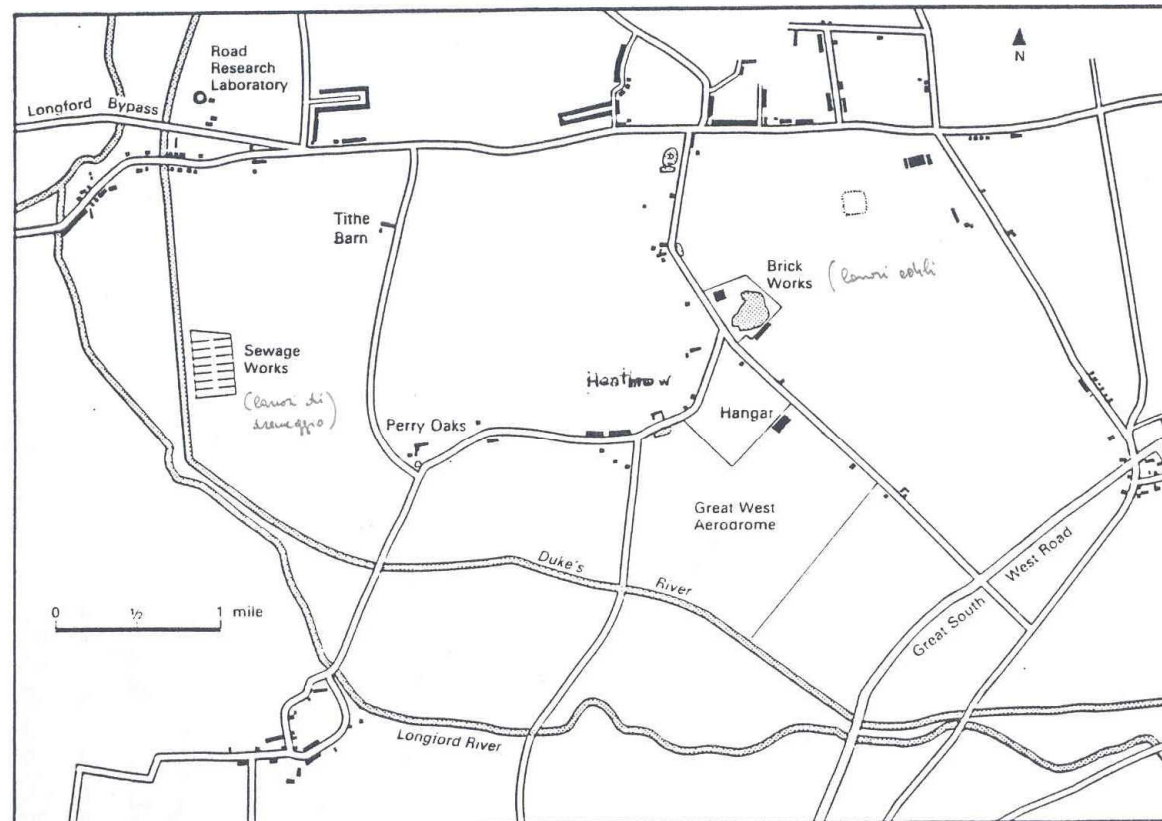 Road
Research
Laboratory
N
Longford Bypass
Tithe
Barn
Brick
Works
(lavori edili
Sewage
Works
(lavori di
drenaggio)
Heathrow
Hangar
Perry Oaks
Great West
Aerodrome
Duke's River
0 1/2 1 mile
Great South West Road
Longford River